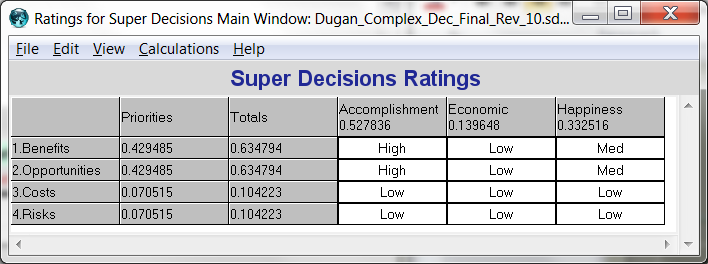 Ratings for Super Decisions Main Window: Dugan_Complex_Dec_Final_Rev_10.sd...
File Edit View Calculations Help
Super Decisions Ratings
Priorities Totals Accomplishment 0.527836 Economic 0.139648 Happiness 0.332516
1.Benefits 0.429485 0.634794 High Low Med
2.Opportunities 0.429485 0.634794 High Low Med
3.Costs 0.070515 0.104223 Low Low Low
4.Risks 0.070515 0.104223 Low Low Low